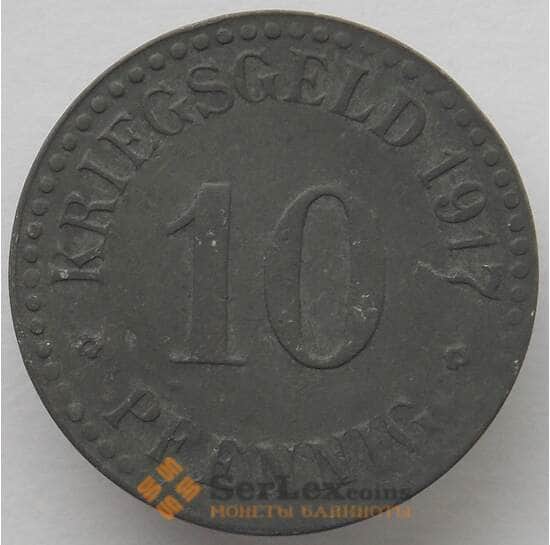 KRIEGSGELD 1917
10
PFENNIG
SerLexcoins
МОНЕТЫ БАНКНОТЫ